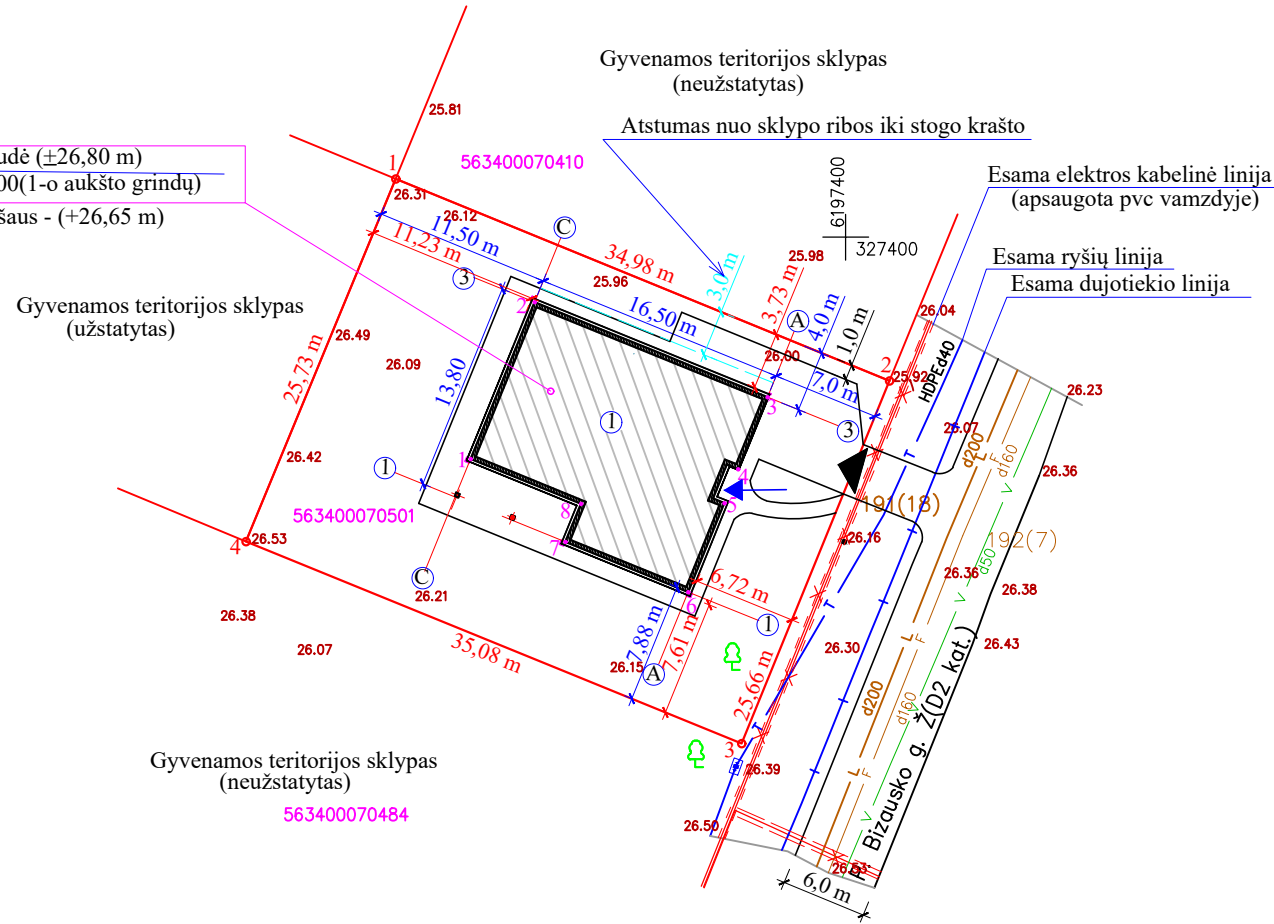 Gyvenamos teritorijos sklypas
(neužstatytas)
25.81
Atstumas nuo sklypo ribos iki stogo krašto
udė (±26,80 m)
00(1-o aukšto grindų)
šaus - (+26,65 m)
1
563400070410
6197400
327400
Esama elektros kabelinė linija
(apsaugota pvc vamzdyje)
Esama ryšių linija
Esama dujotiekio linija
26.31
26.12
C
11,50 m
11,23 m
34,98 m
25.96
3,0 m
25.98
3,73 m
3
2
16,50 m
A
4,0 m
1,0 m
26.04
Gyvenamos teritorijos sklypas
(užstatytas)
26.49
26.09
25,73 m
13,80
26.00
7,0 m
2
25.92
HDPEd40
26.23
3
3
1
26.07
d200
L
F
d160
26.42
1
1
4
T
V
26.36
5
8
563400070501
191(18)
4
26.53
7
26.16
192(7)
d50
6,72 m
26.36
V
26.38
C
26.21
6
1
T
26.38
7,88 m
7,61 m
26.30
L
F
26.43
26.07
35,08 m
26.15
A
25,66 m
d200
d160
V
T
3
26.39
L
F
V
P. Bizausko g. Ž(D2 kat.)
Gyvenamos teritorijos sklypas
(neužstatytas)
563400070484
26.50
26.53
6,0 m